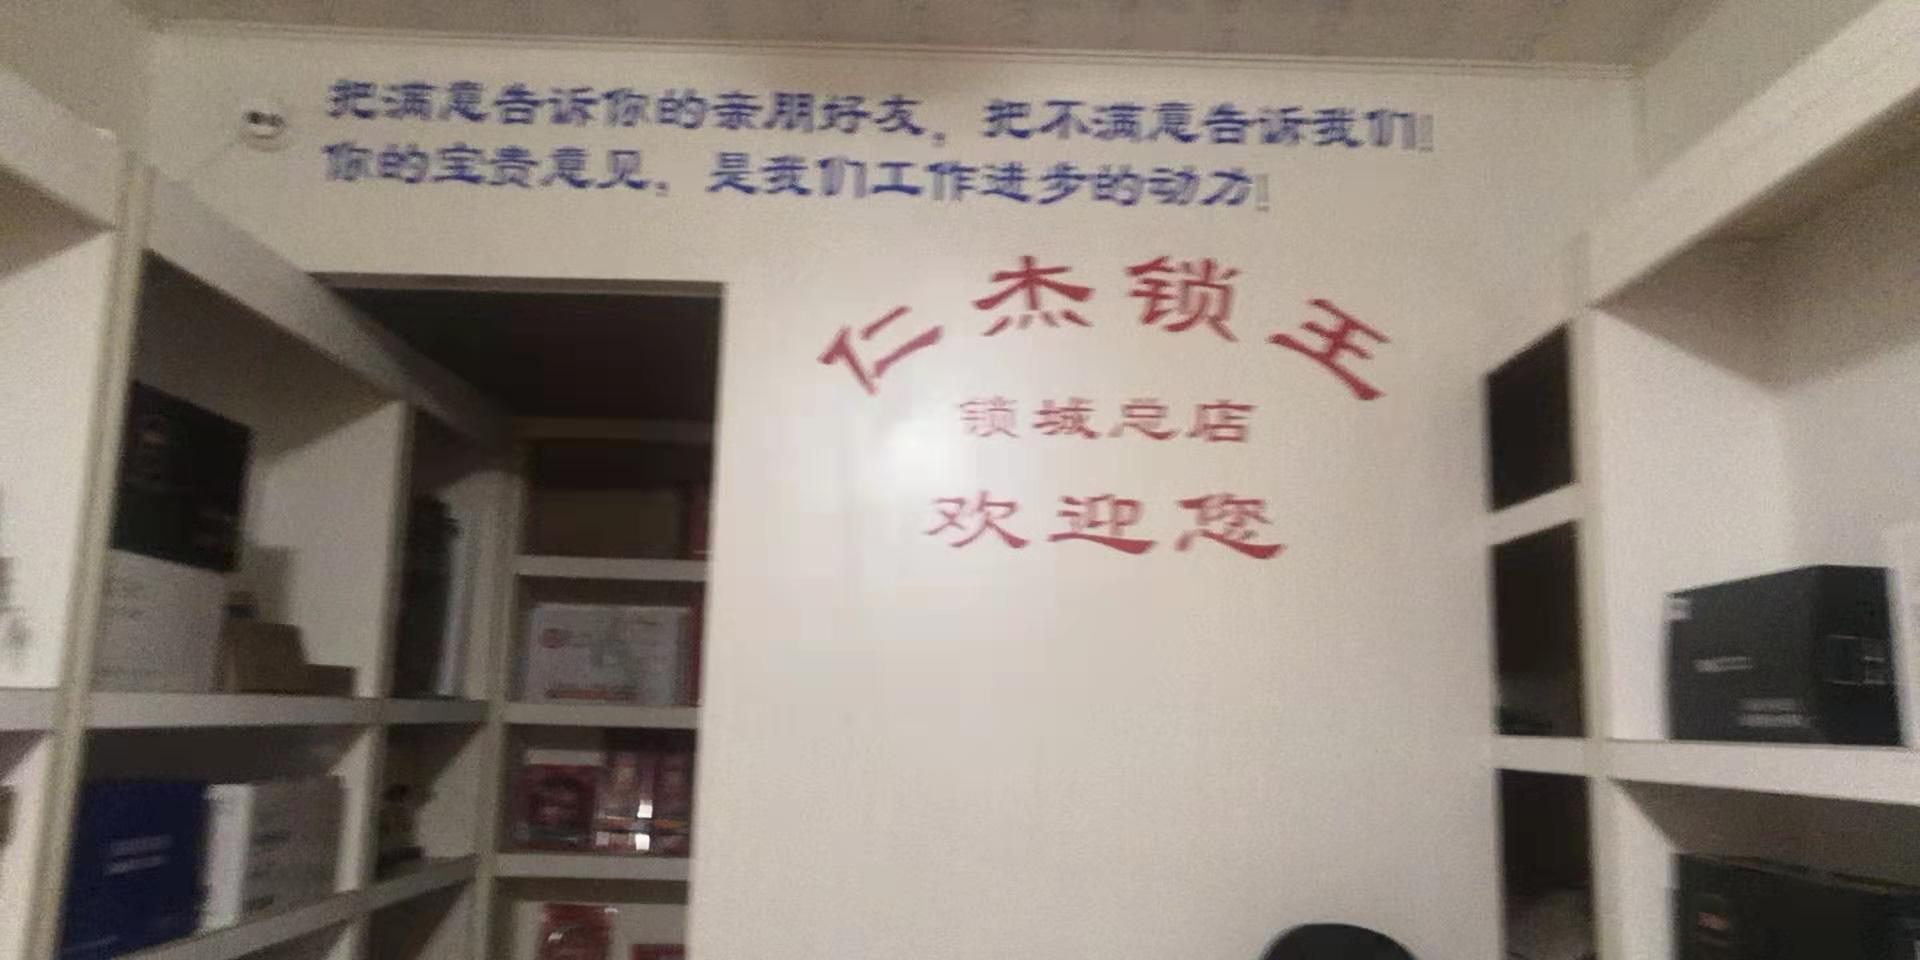 把满意告诉你的亲朋好友，把不满意告诉我们！
你的宝贵意见，是我们工作进步的动力！
仁杰锁王
锁城总店
欢迎您